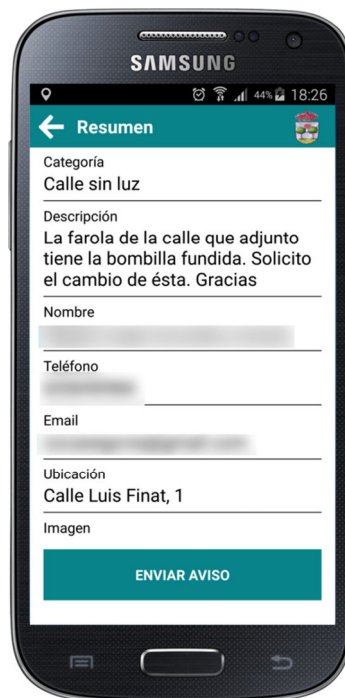 SAMSUNG
44% 18:26
Resumen
Categoría
Calle sin luz
Descripción
La farola de la calle que adjunto
tiene la bombilla fundida. Solicito
el cambio de ésta. Gracias
Nombre
Teléfono
Email
Ubicación
Calle Luis Finat, 1
Imagen
ENVIAR AVISO